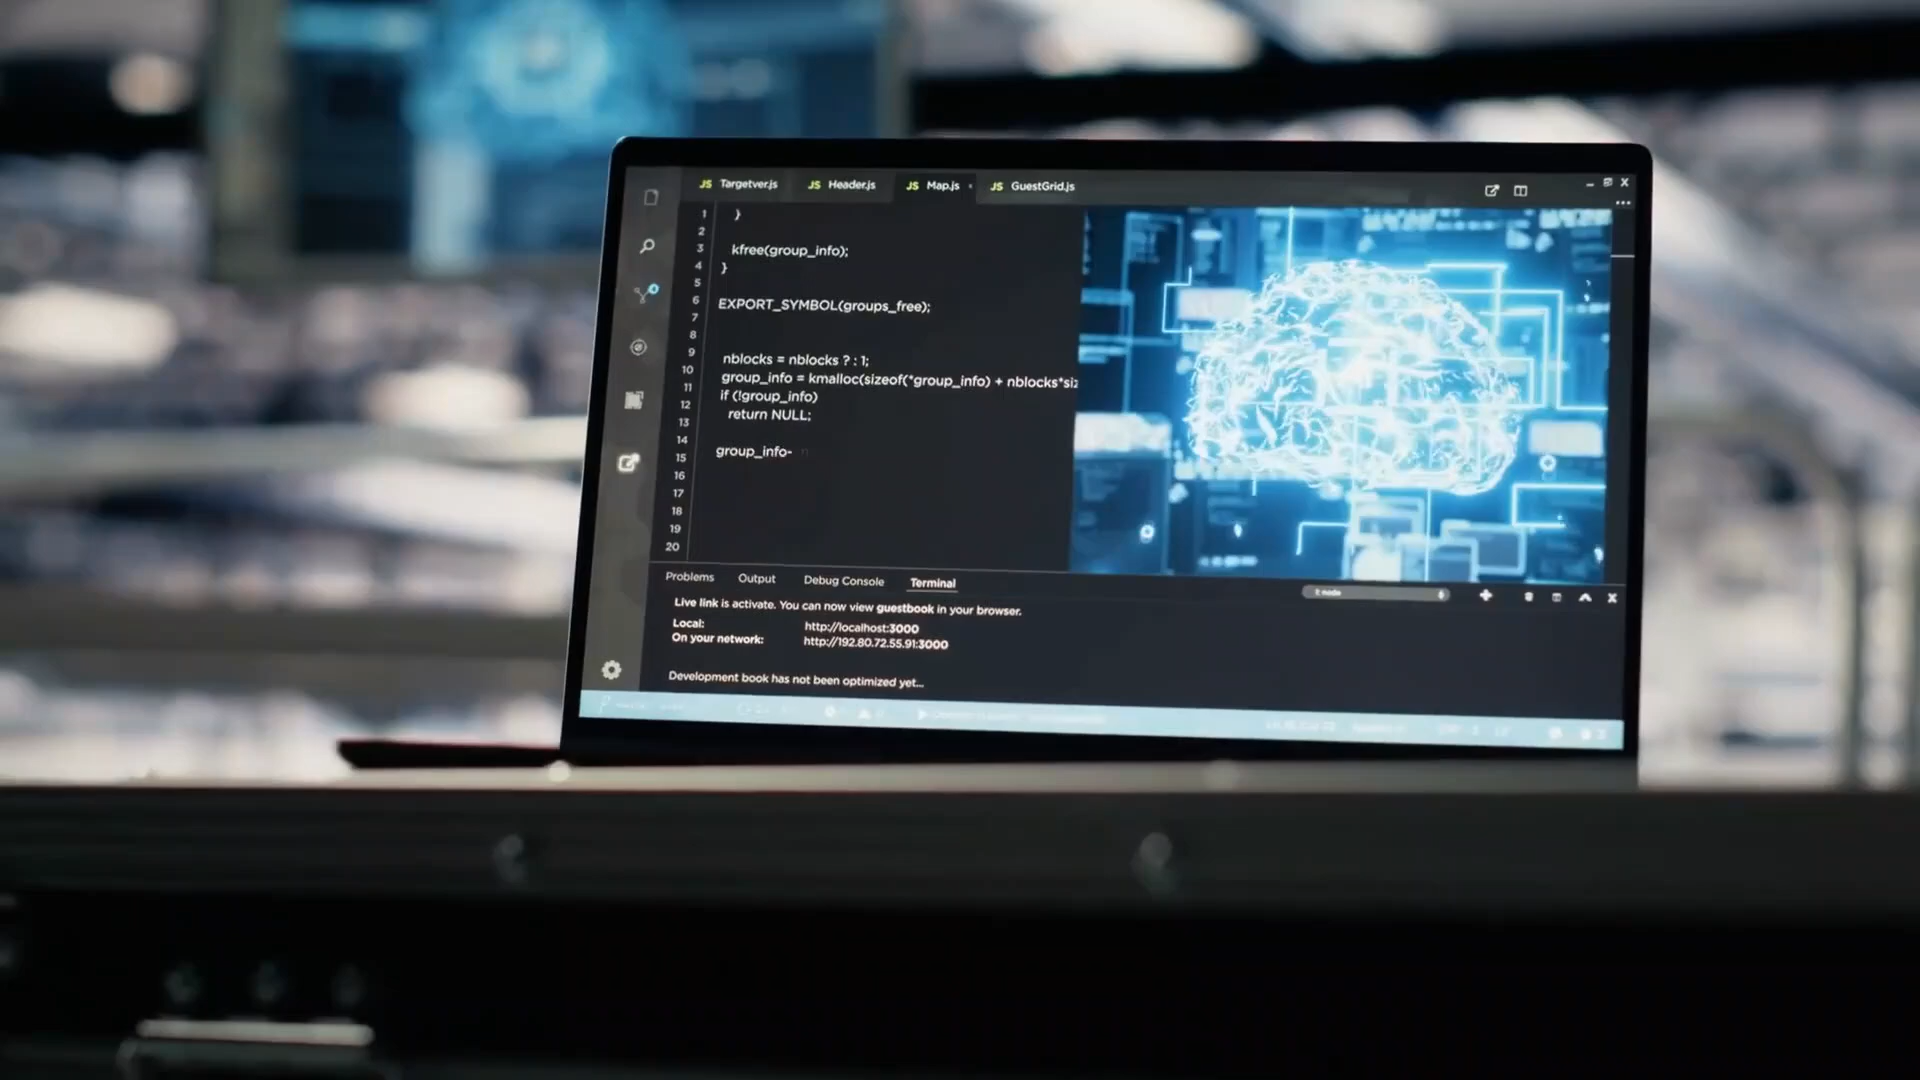 JS Targetver.js JS Header.js JS Map.js JS GuestGrid.js
1 }
2
3 kfree(group_info);
4 }
5
6 EXPORT_SYMBOL(groups_free);
7
8
9 nblocks = nblocks ? : 1;
10 group_info = kmalloc(sizeof(*group_info) + nblocks*siz
11 if (!group_info)
12 return NULL;
13
14
15 group_info-
16
17
18
19
20
Problems Output Debug Console Terminal
Live link is activate. You can now view guestbook in your browser.
Local: http://localhost:3000
On your network: http://192.80.72.55.91:3000
Development book has not been optimized yet...